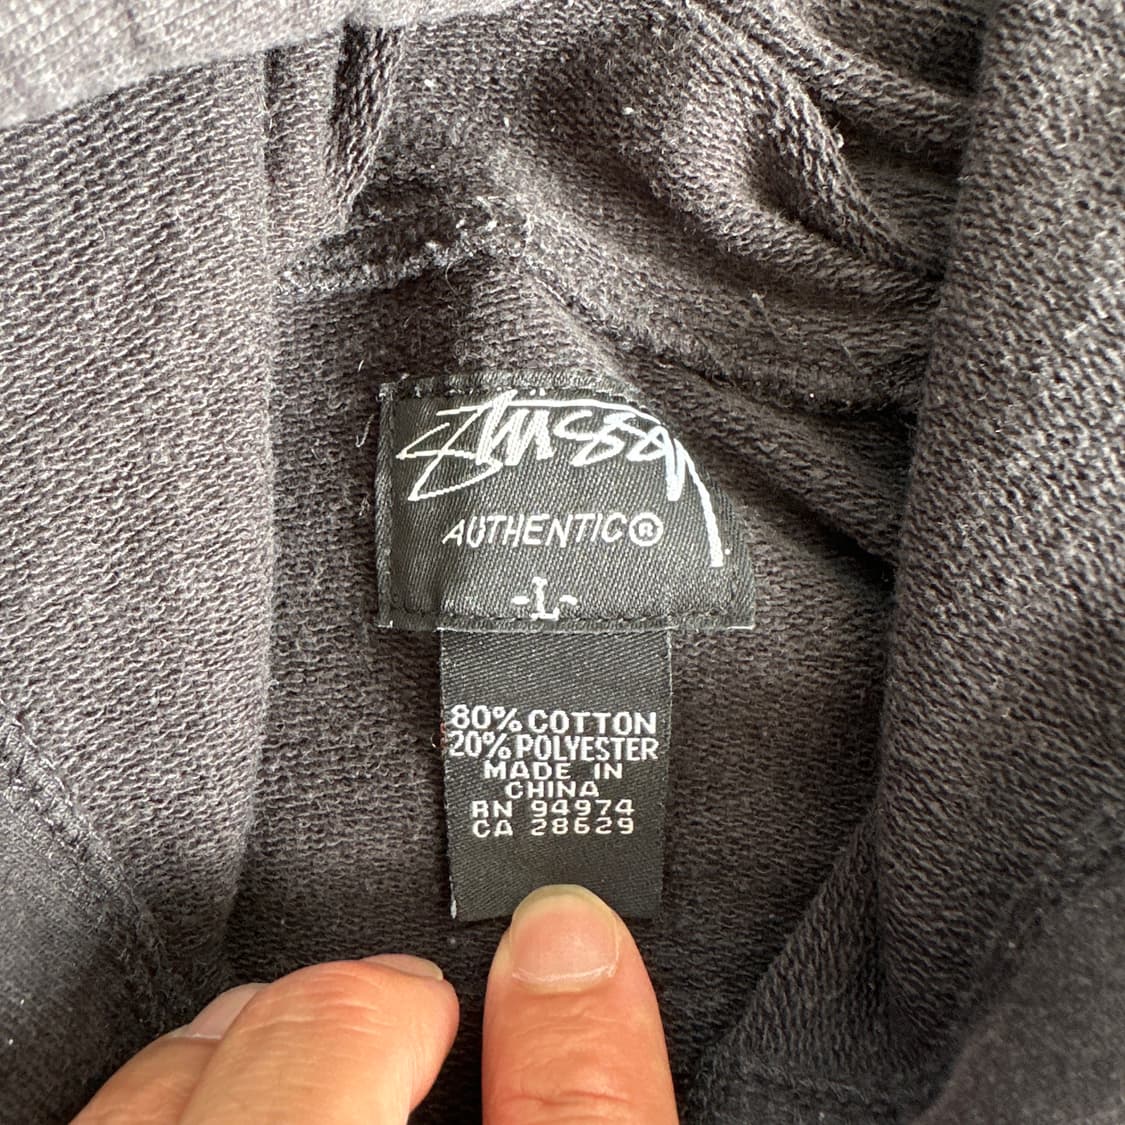 Stüssy
AUTHENTIC®
-L-
80% COTTON
20% POLYESTER
MADE IN
CHINA
RN 94974
CA 28629